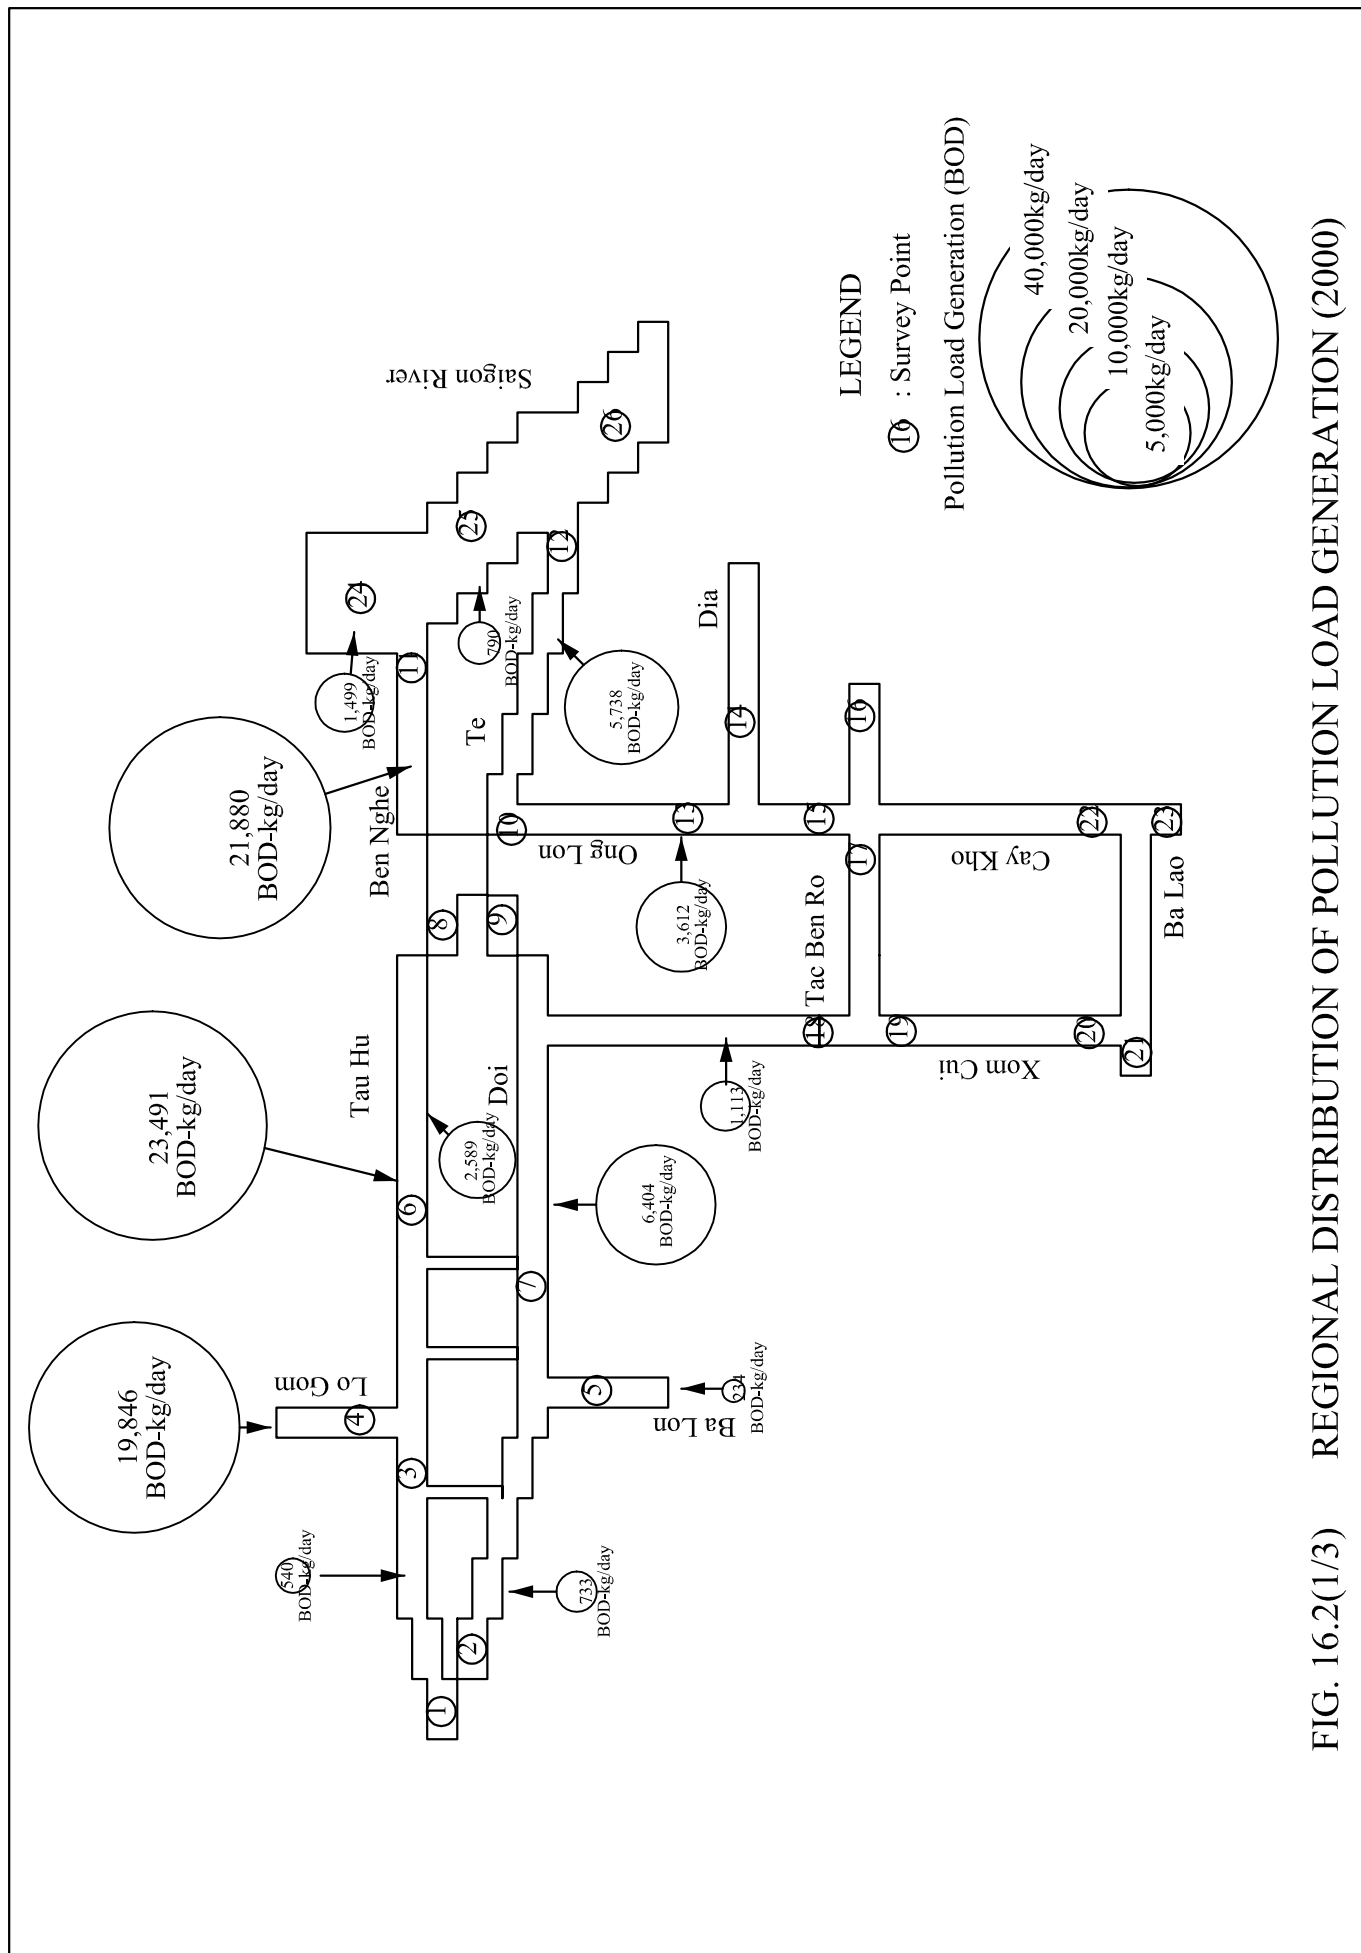 19,846
BOD-kg/day
23,491
BOD-kg/day
21,880
BOD-kg/day
540
BOD-kg/day
Lo Gom
Tau Hu
Ben Nghe
1,499
BOD-kg/day
Saigon River
1
2
3
4
5
6
7
8
9
10
11
12
13
14
15
16
17
18
19
20
21
22
23
24
25
26
733
BOD-kg/day
2,589
BOD-kg/day
Doi
Te
790
BOD-kg/day
Ba Lon
234
BOD-kg/day
6,404
BOD-kg/day
1,113
BOD-kg/day
3,612
BOD-kg/day
5,738
BOD-kg/day
Ong Lon
Dia
Tac Ben Ro
Xom Cui
Cay Kho
Ba Lao
LEGEND
16 : Survey Point
Pollution Load Generation (BOD)
40,000kg/day
20,000kg/day
10,000kg/day
5,000kg/day
FIG. 16.2(1/3) REGIONAL DISTRIBUTION OF POLLUTION LOAD GENERATION (2000)